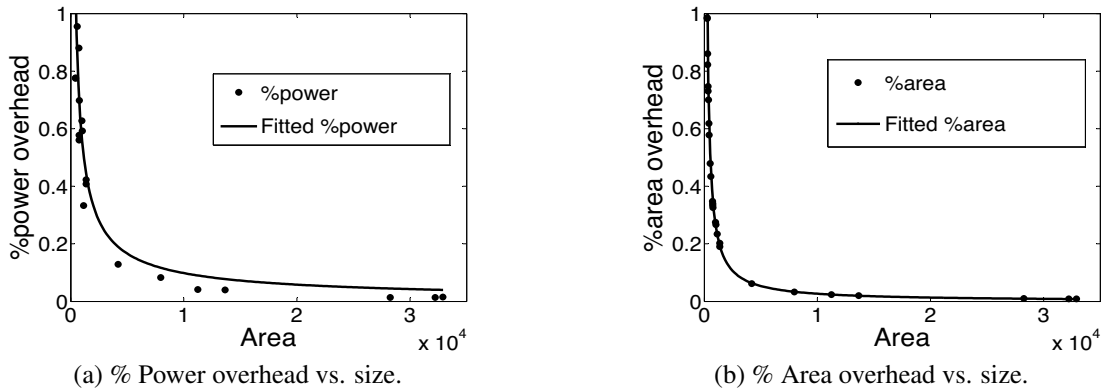 1
0.8
0.6
0.4
0.2
0
%power overhead
%power
Fitted %power
0 1 2 3
Area
x 10^4
(a) % Power overhead vs. size.
1
0.8
0.6
0.4
0.2
0
%area overhead
%area
Fitted %area
0 1 2 3
Area
x 10^4
(b) % Area overhead vs. size.